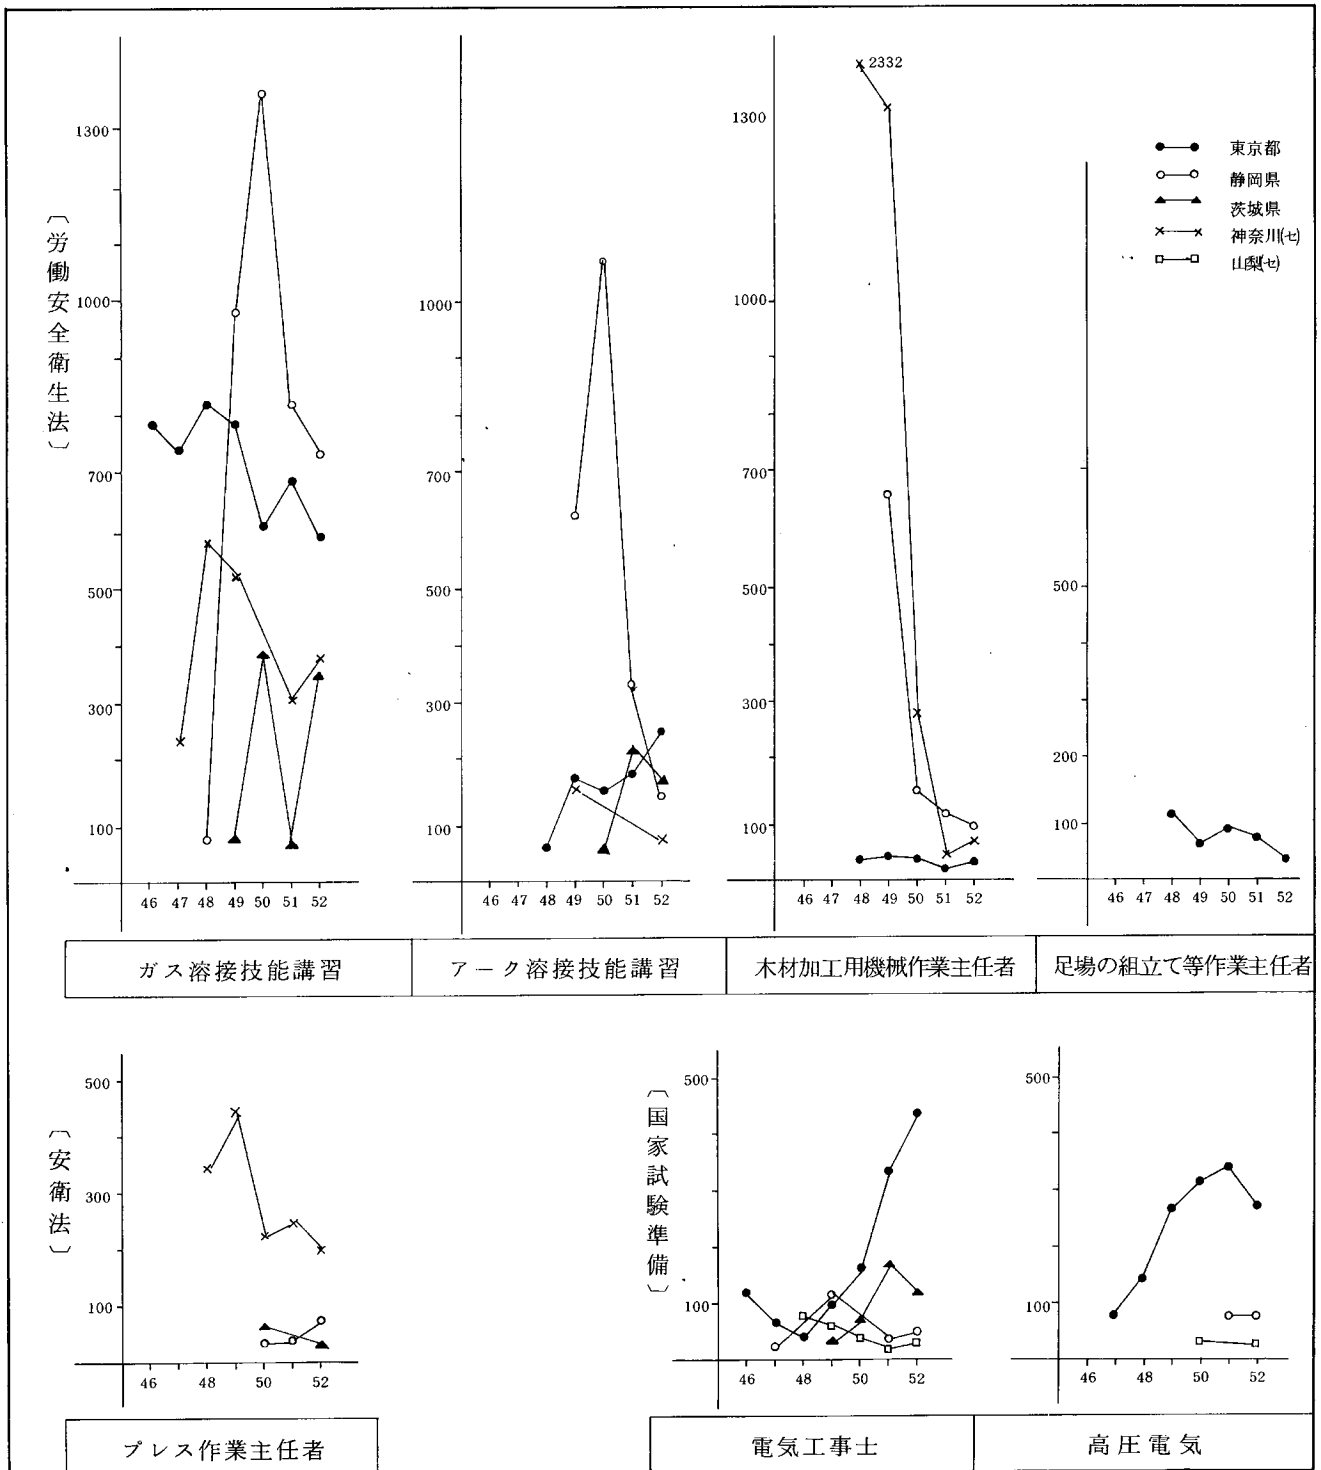 〔労働安全衛生法〕
1300
1000
700
500
300
100
46 47 48 49 50 51 52
ガス溶接技能講習
1000
700
500
300
100
46 47 48 49 50 51 52
アーク溶接技能講習
2332
1300
1000
700
500
300
100
46 47 48 49 50 51 52
木材加工用機械作業主任者
東京都
静岡県
茨城県
神奈川(セ)
山梨(セ)
500
200
100
46 47 48 49 50 51 52
足場の組立て等作業主任者
〔安衛法〕
500
300
100
46 48 50 52
プレス作業主任者
〔国家試験準備〕
500
100
46 48 50 52
電気工事士
500
100
46 48 50 52
高圧電気